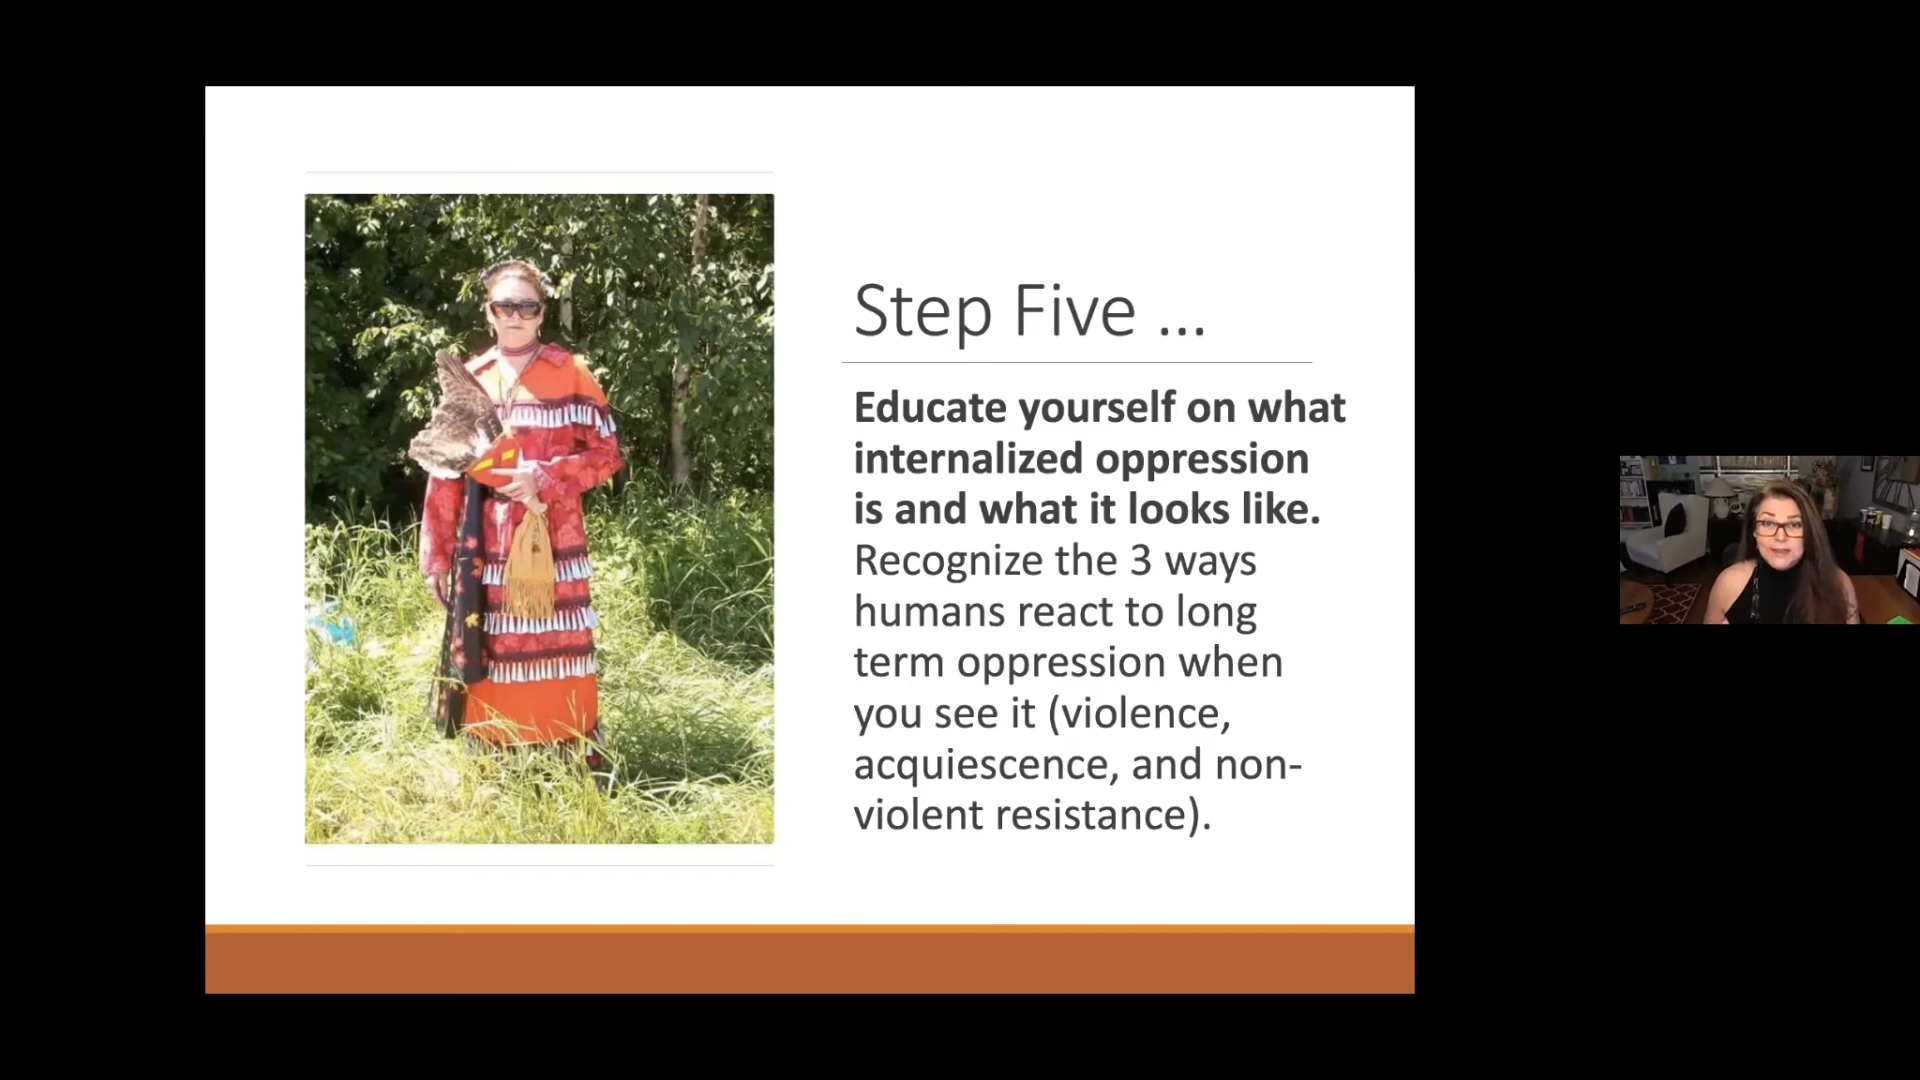 Step Five ...
Educate yourself on what
internalized oppression
is and what it looks like.
Recognize the 3 ways
humans react to long
term oppression when
you see it (violence,
acquiescence, and non-
violent resistance).